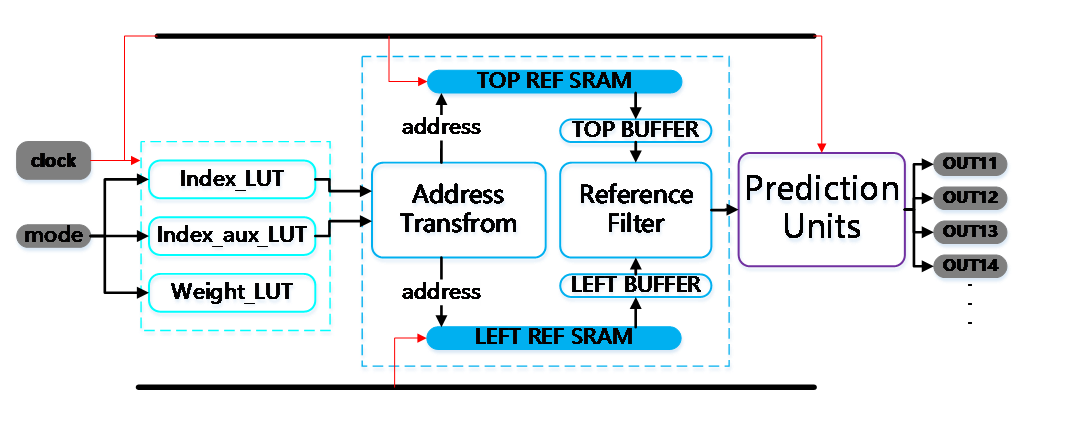 TOP REF SRAM
address
TOP BUFFER
clock
mode
Index_LUT
Index_aux_LUT
Weight_LUT
Address
Transfrom
Reference
Filter
Prediction
Units
OUT11
OUT12
OUT13
OUT14
address
LEFT BUFFER
LEFT REF SRAM